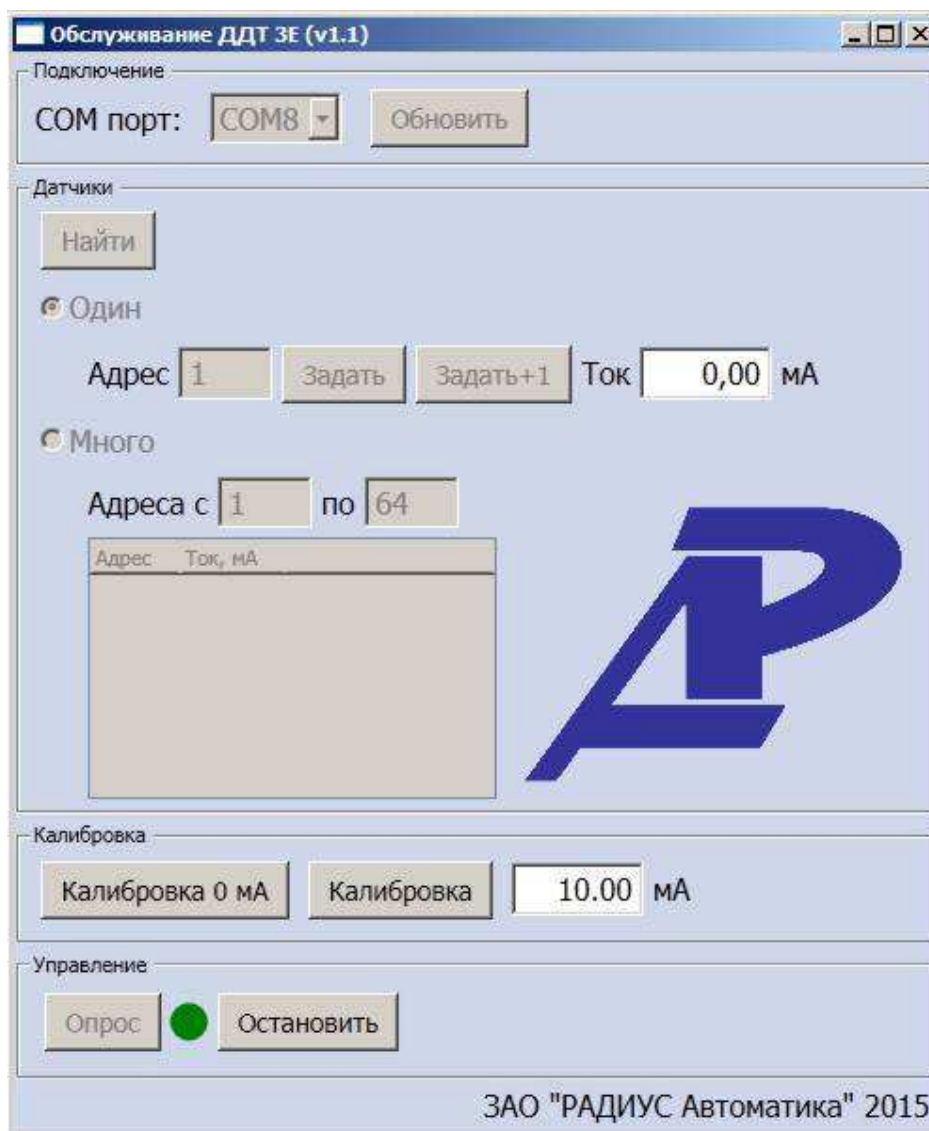 Обслуживание ДДТ 3Е (v1.1)
Подключение
COM порт: COM8 Обновить
Датчики
Найти
Один
Адрес 1 Задать Задать+1 Ток 0,00 мА
Много
Адреса с 1 по 64
Адрес Ток, мА
Калибровка
Калибровка 0 мА Калибровка 10.00 мА
Управление
Опрос Остановить
ЗАО "РАДИУС Автоматика" 2015